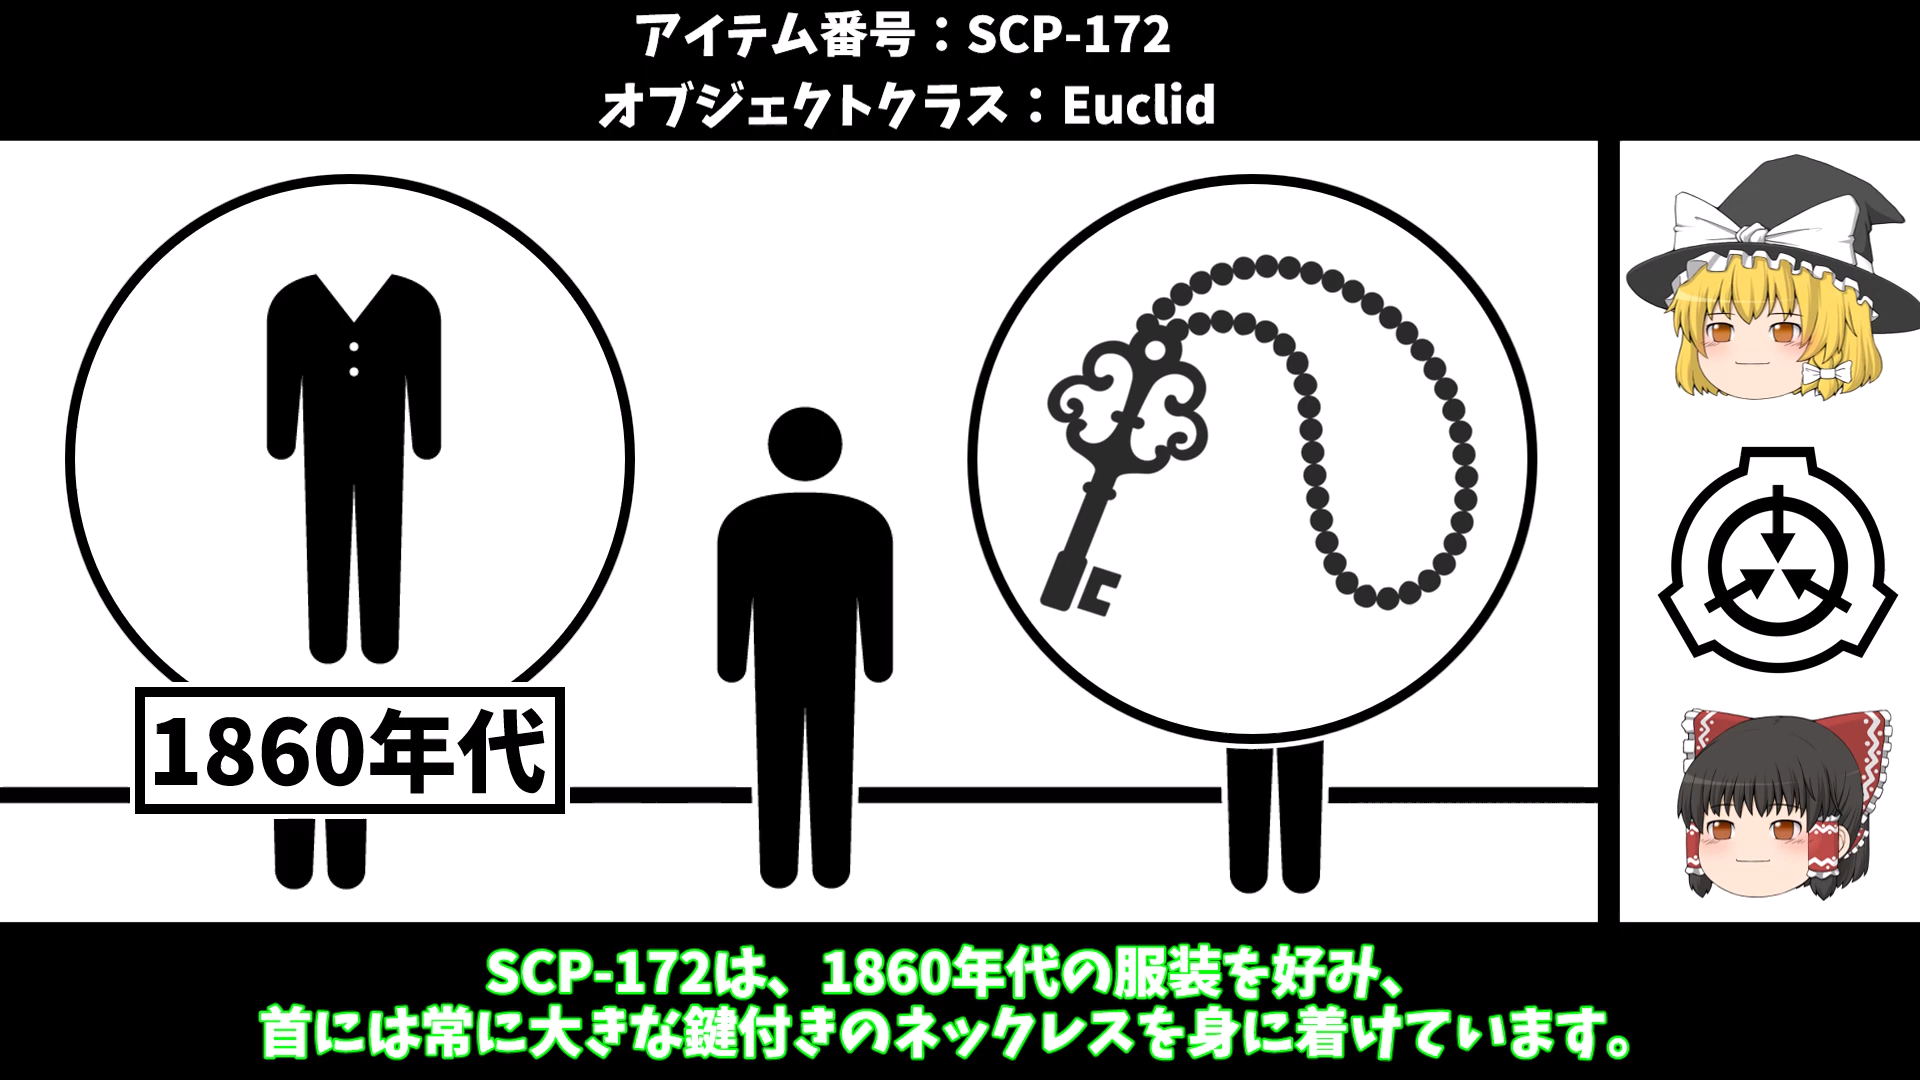 アイテム番号：SCP-172
オブジェクトクラス：Euclid
1860年代
SCP-172は、1860年代の服装を好み、
首には常に大きな鍵付きのネックレスを身に着けています。